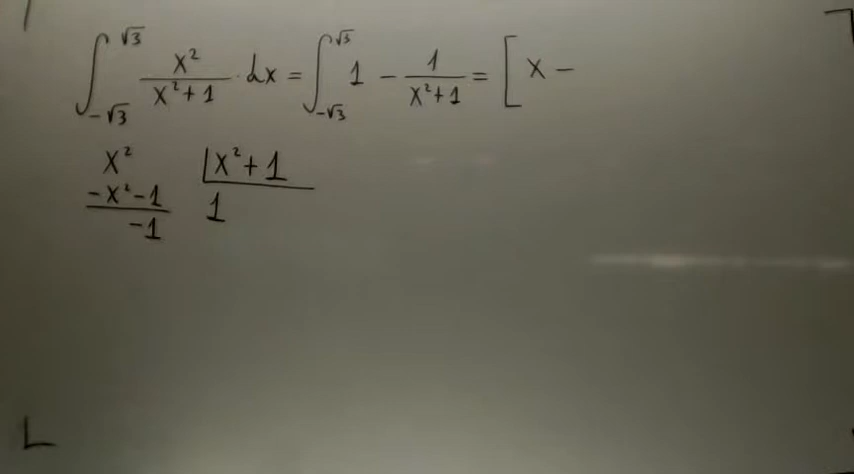 ∫_{-√3}^{√3} x²/(x²+1) · dx = ∫_{-√3}^{√3} 1 - 1/(x²+1) = [ x -
x² | x²+1
-x²-1 1
-1